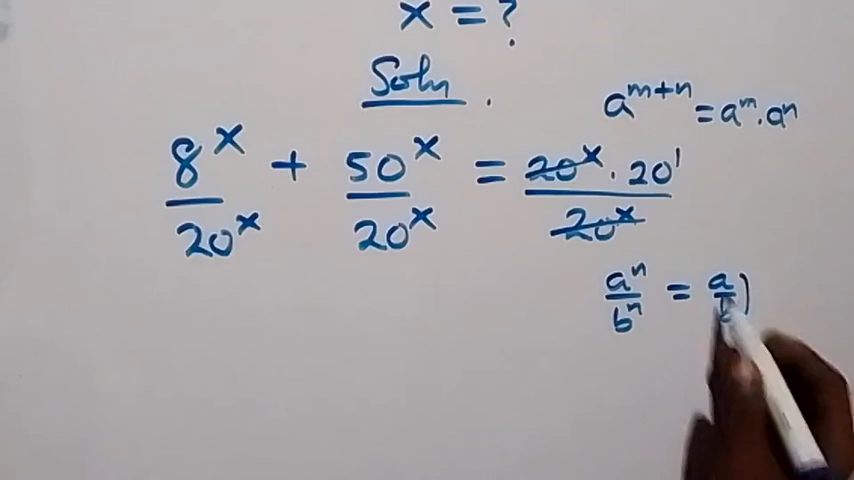 x = ?
Soln.
a^{m+n} = a^m . a^n
8^x/20^x + 50^x/20^x = 20^x · 20^1/20^x
a^n/b^n = a/b)